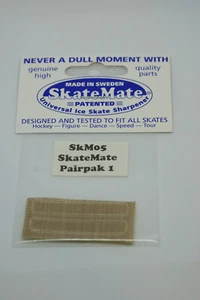 NEVER A DULL MOMENT WITH
genuine
high
MADE IN SWEDEN
quality
parts
SkateMate®
PATENTED
Universal Ice Skate Sharpener
DESIGNED AND TESTED TO FIT ALL SKATES
Hockey – Figure – Dance – Speed – Tour
SkM05
SkateMate
Pairpak 1